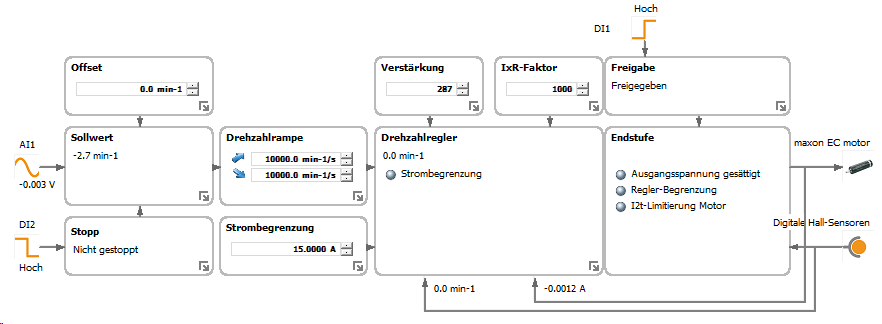 Hoch
DI1
Offset
0.0 min-1
Verstärkung
287
IxR-Faktor
1000
Freigabe
Freigegeben
AI1
-0.003 V
Sollwert
-2.7 min-1
Drehzahlrampe
10000.0 min-1/s
10000.0 min-1/s
Drehzahlregler
0.0 min-1
Strombegrenzung
Endstufe
Ausgangsspannung gesättigt
Regler-Begrenzung
I2t-Limitierung Motor
maxon EC motor
DI2
Hoch
Stopp
Nicht gestoppt
Strombegrenzung
15.0000 A
Digitale Hall-Sensoren
0.0 min-1
-0.0012 A